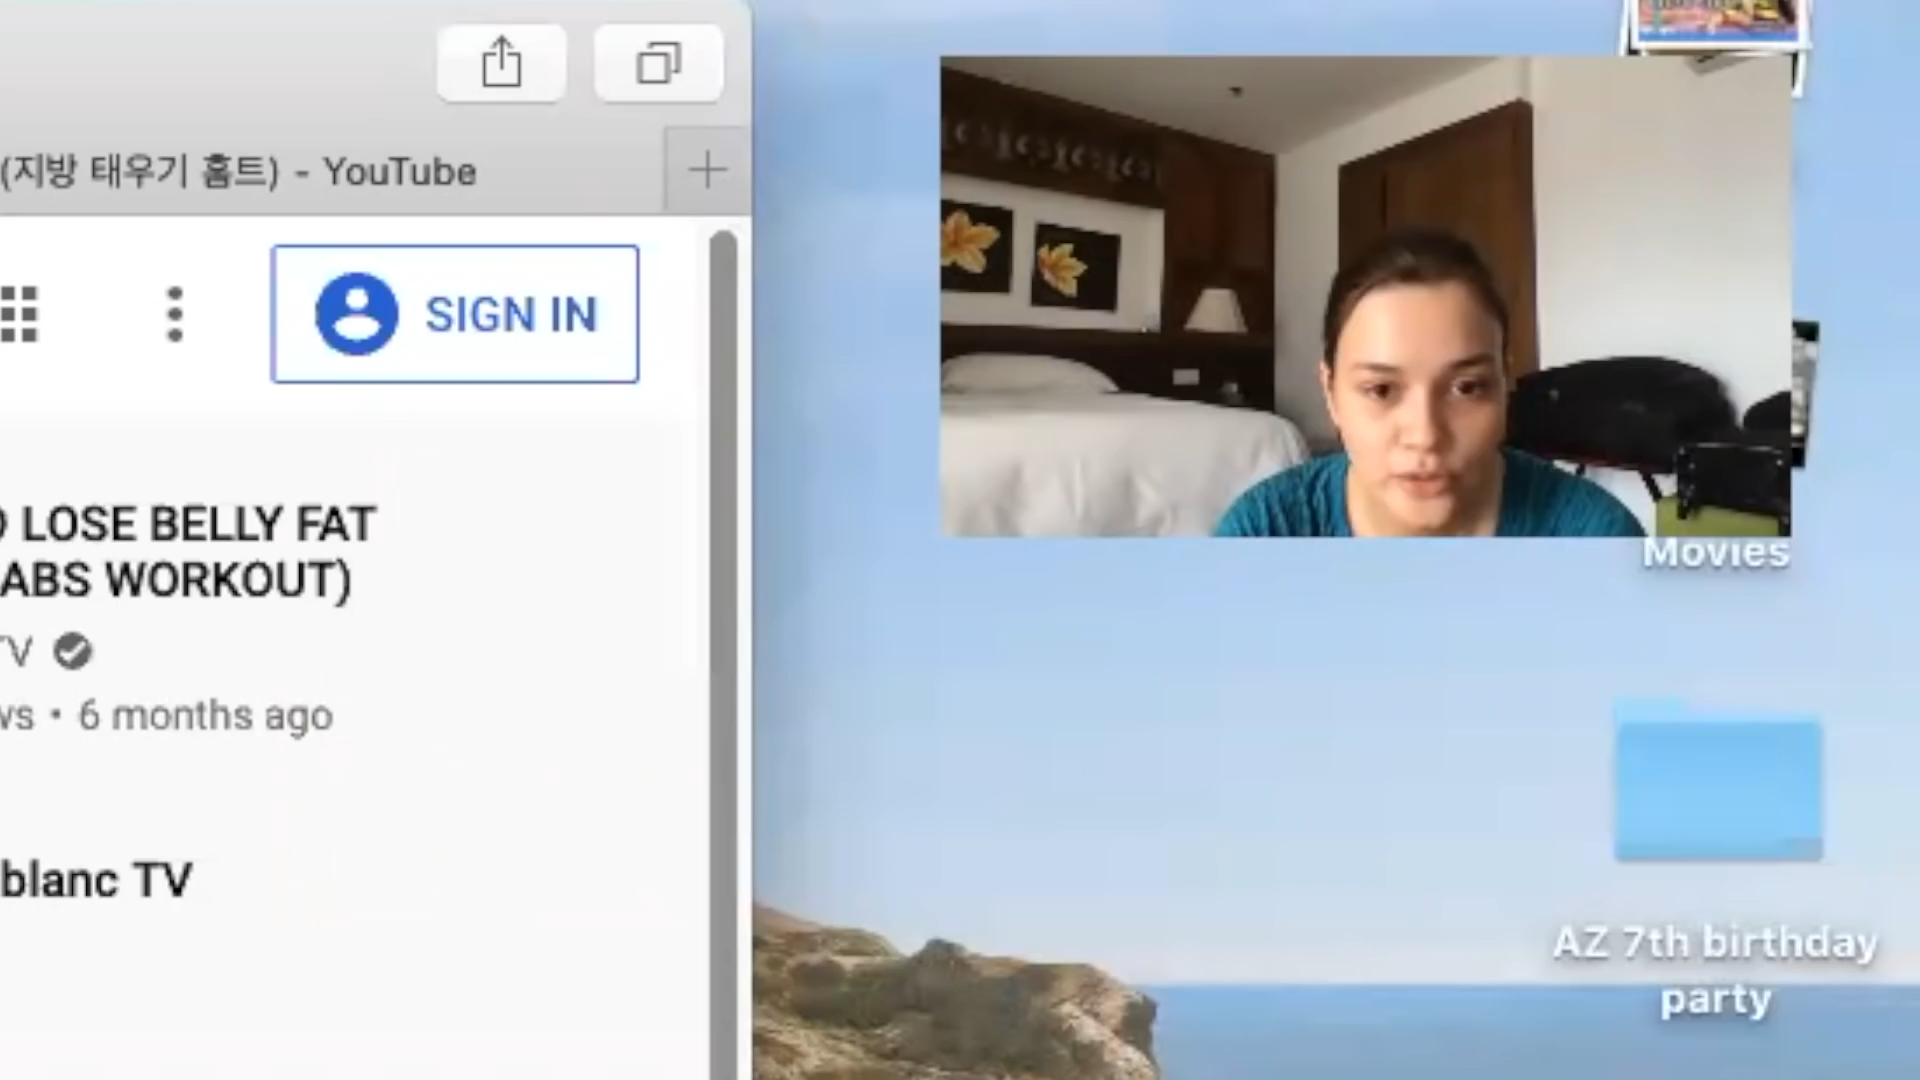 (지방 태우기 홈트) - YouTube
SIGN IN
LOSE BELLY FAT
ABS WORKOUT)
TV
6 months ago
blanc TV
Movies
AZ 7th birthday
party